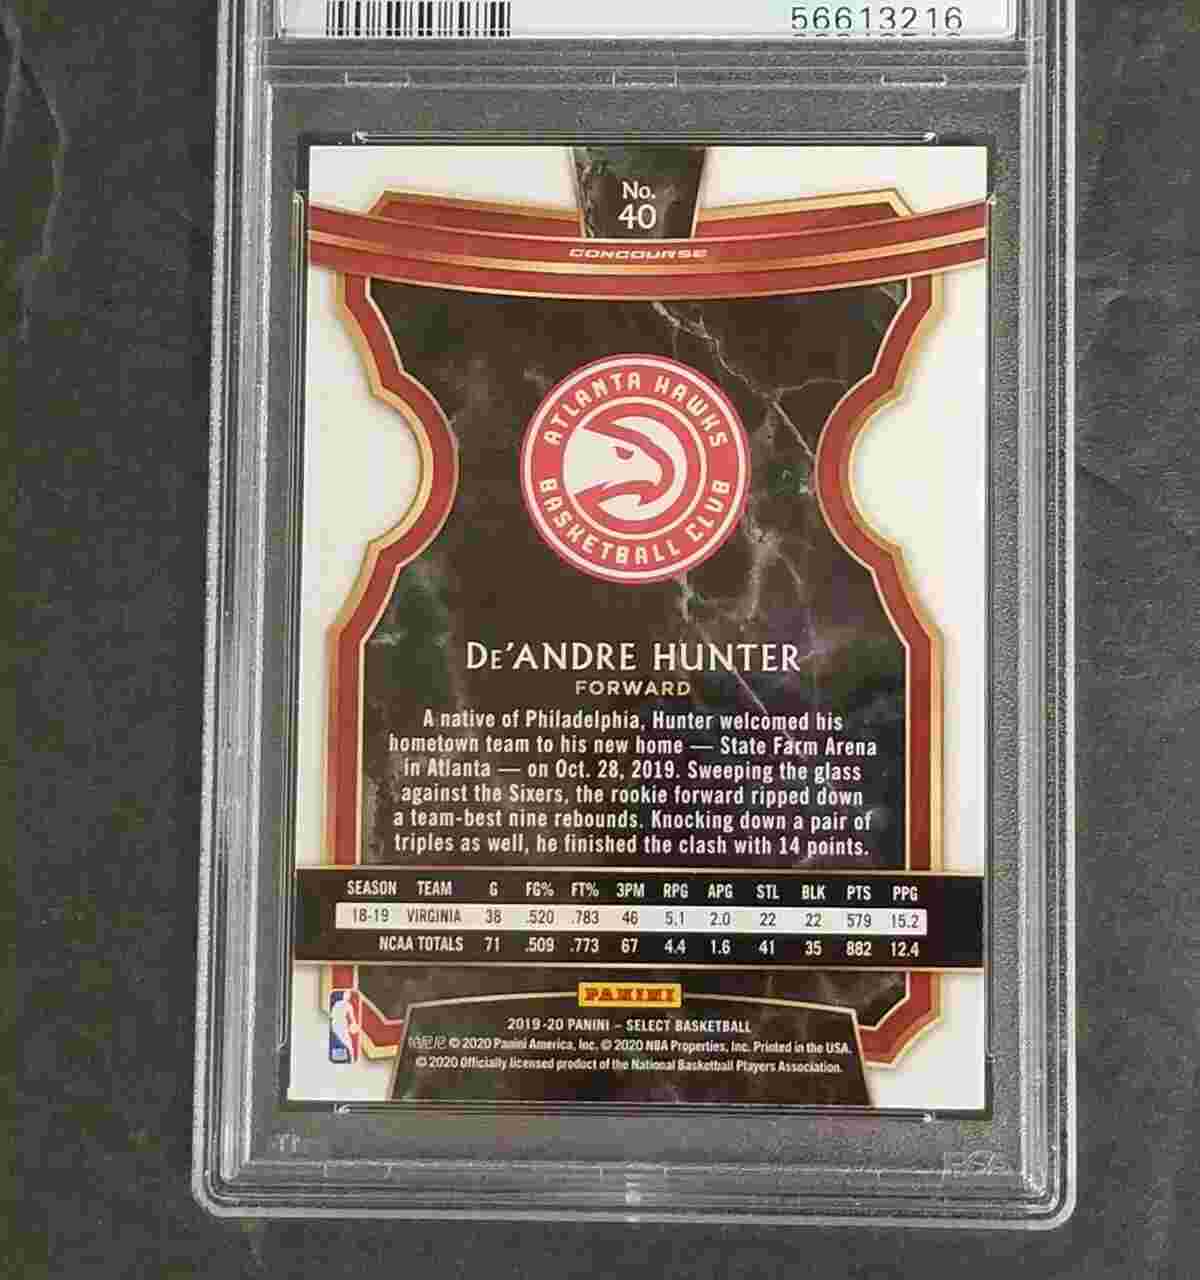 56613216
No.
40
CONCOURSE
ATLANTA HAWKS
BASKETBALL CLUB
DE'ANDRE HUNTER
FORWARD
A native of Philadelphia, Hunter welcomed his
hometown team to his new home — State Farm Arena
in Atlanta — on Oct. 28, 2019. Sweeping the glass
against the Sixers, the rookie forward ripped down
a team-best nine rebounds. Knocking down a pair of
triples as well, he finished the clash with 14 points.
SEASON TEAM G FG% FT% 3PM RPG APG STL BLK PTS PPG
18-19 VIRGINIA 38 .520 .783 46 5.1 2.0 22 22 579 15.2
NCAA TOTALS 71 .509 .773 67 4.4 1.6 41 35 882 12.4
PANINI
2019-20 PANINI – SELECT BASKETBALL
© 2020 Panini America, Inc. © 2020 NBA Properties, Inc. Printed in the USA.
© 2020 Officially licensed product of the National Basketball Players Association.